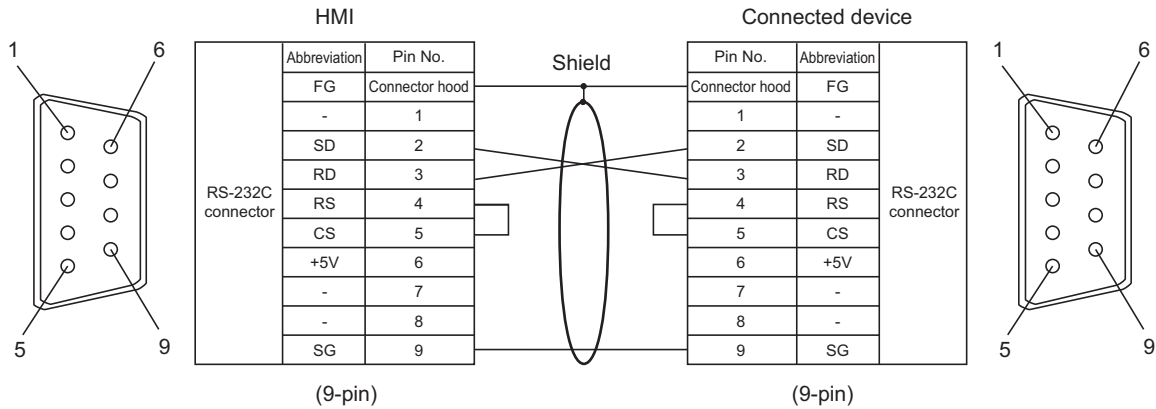 HMI Connected device
1 6 Abbreviation Pin No. Shield Pin No. Abbreviation 1 6
FG Connector hood Connector hood FG
- 1 1 -
SD 2 2 SD
RD 3 3 RD
RS-232C connector RS 4 4 RS RS-232C connector
CS 5 5 CS
+5V 6 6 +5V
- 7 7 -
- 8 8 -
5 9 SG 9 9 SG 5 9
(9-pin) (9-pin)